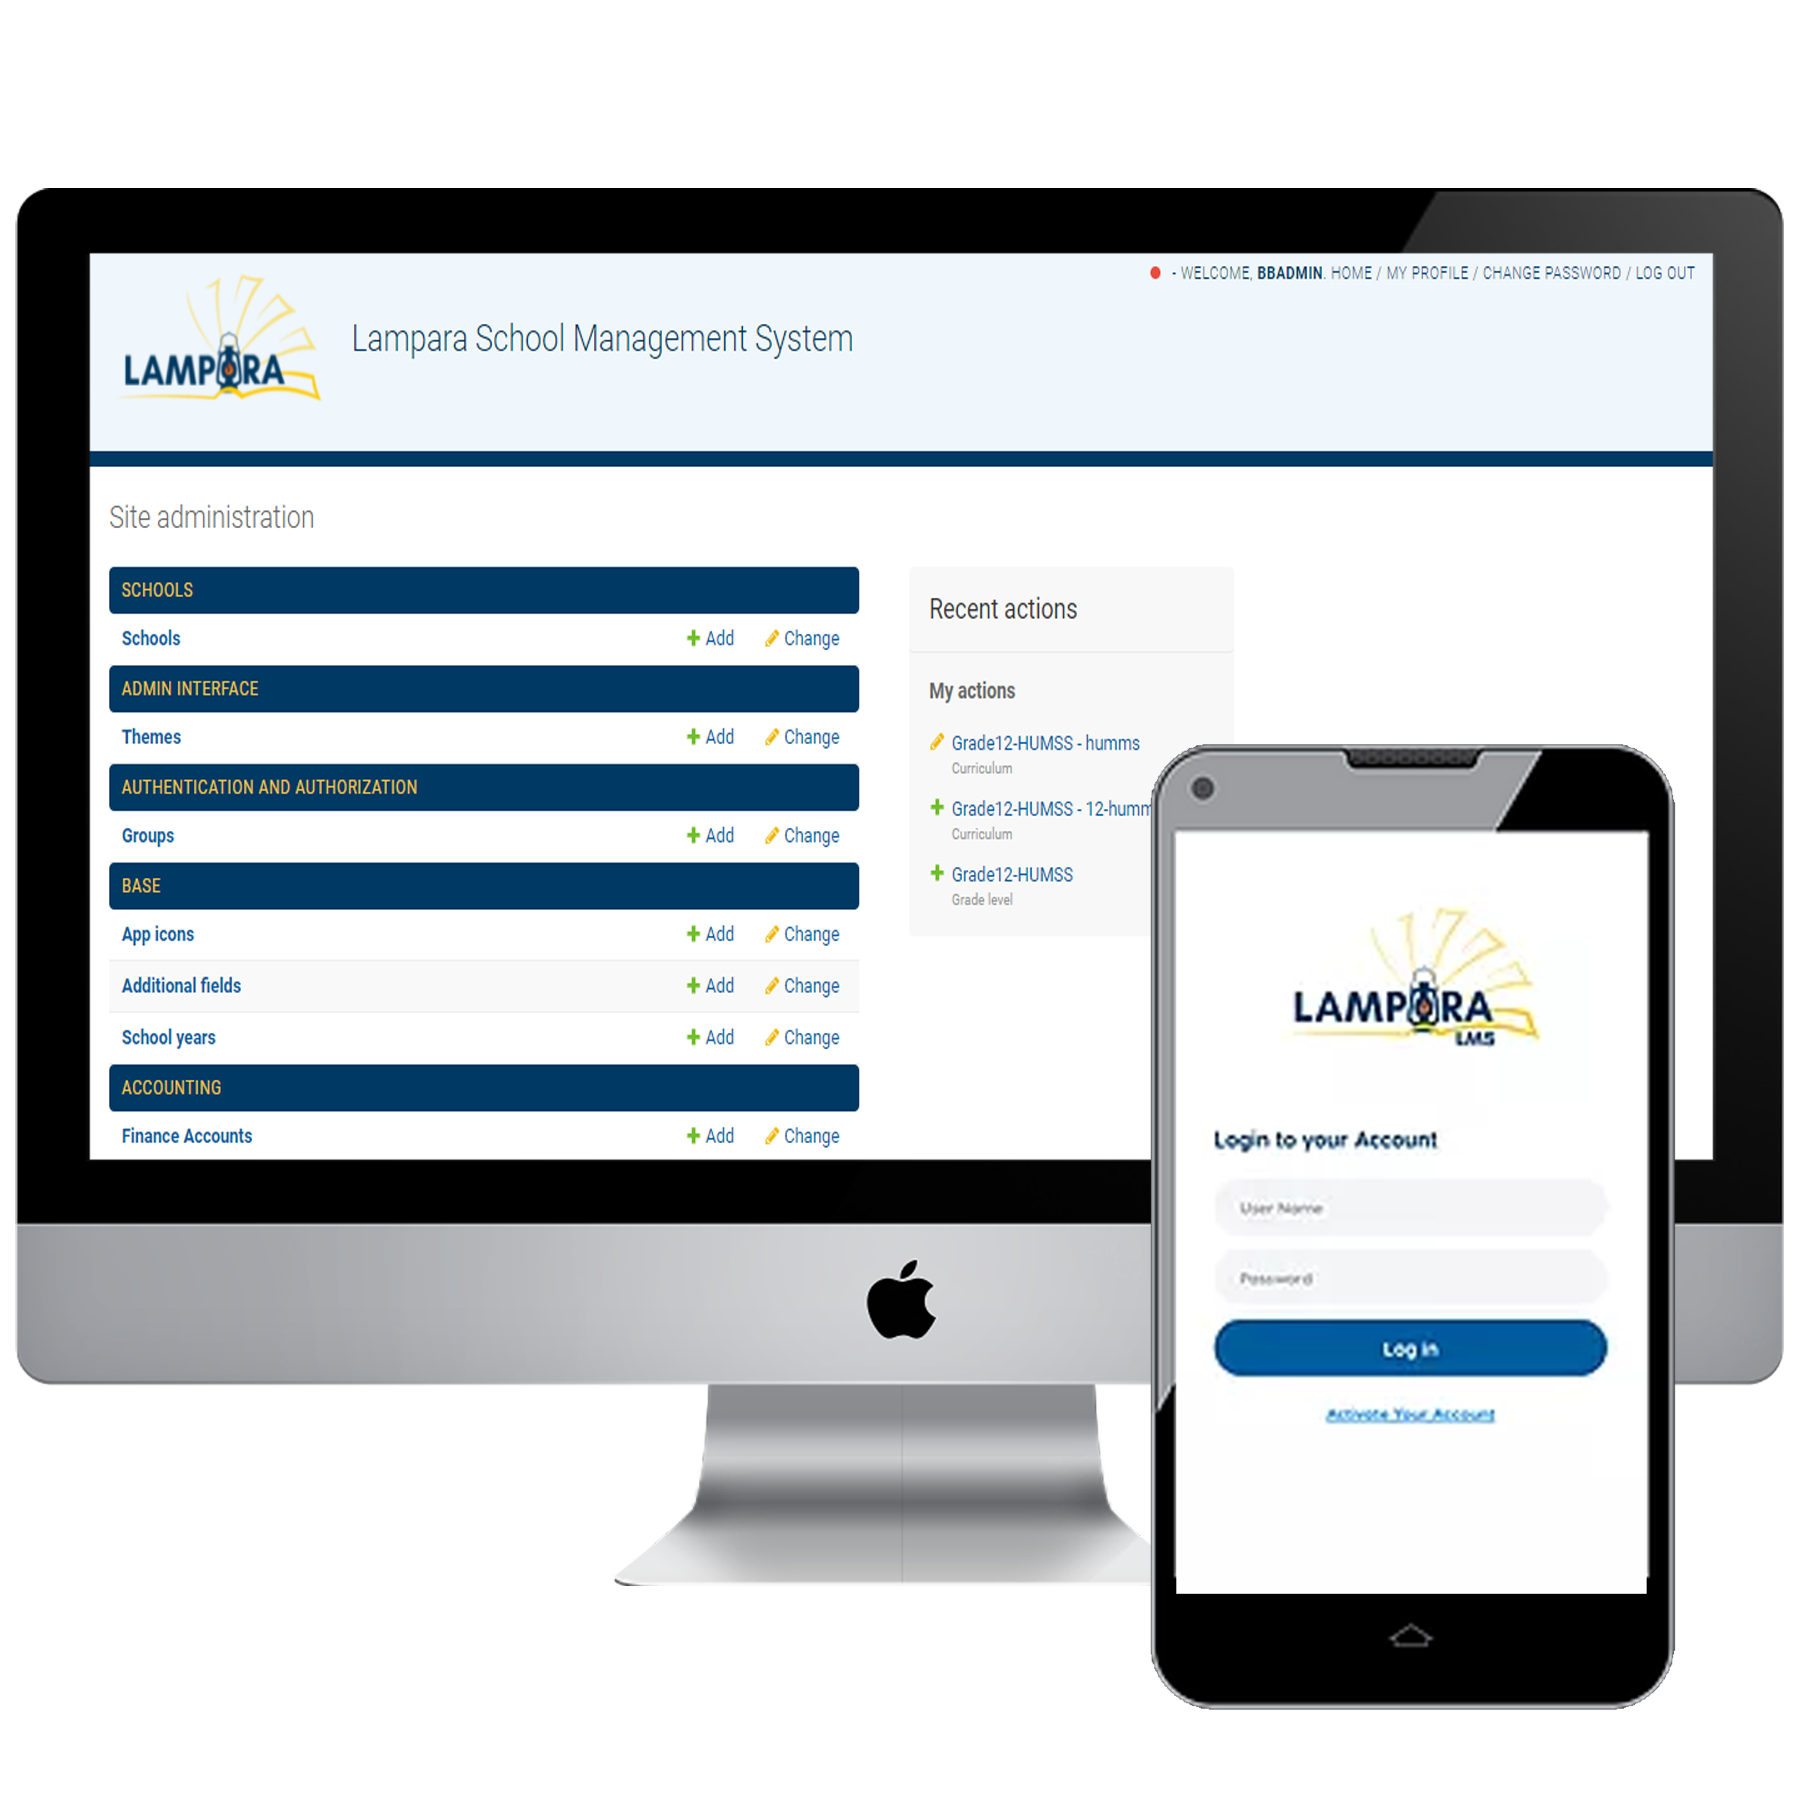 - WELCOME, BBADMIN. HOME / MY PROFILE / CHANGE PASSWORD / LOG OUT
LAMPARA
Lampara School Management System
Site administration
SCHOOLS
Schools
Add
Change
ADMIN INTERFACE
Themes
Add
Change
AUTHENTICATION AND AUTHORIZATION
Groups
Add
Change
BASE
App icons
Add
Change
Additional fields
Add
Change
School years
Add
Change
ACCOUNTING
Finance Accounts
Add
Change
Recent actions
My actions
Grade12-HUMSS - humms
Curriculum
Grade12-HUMSS - 12-humm
Curriculum
Grade12-HUMSS
Grade level
LAMPARA
LMS
Login to your Account
User Name
Password
Log in
Activate Your Account